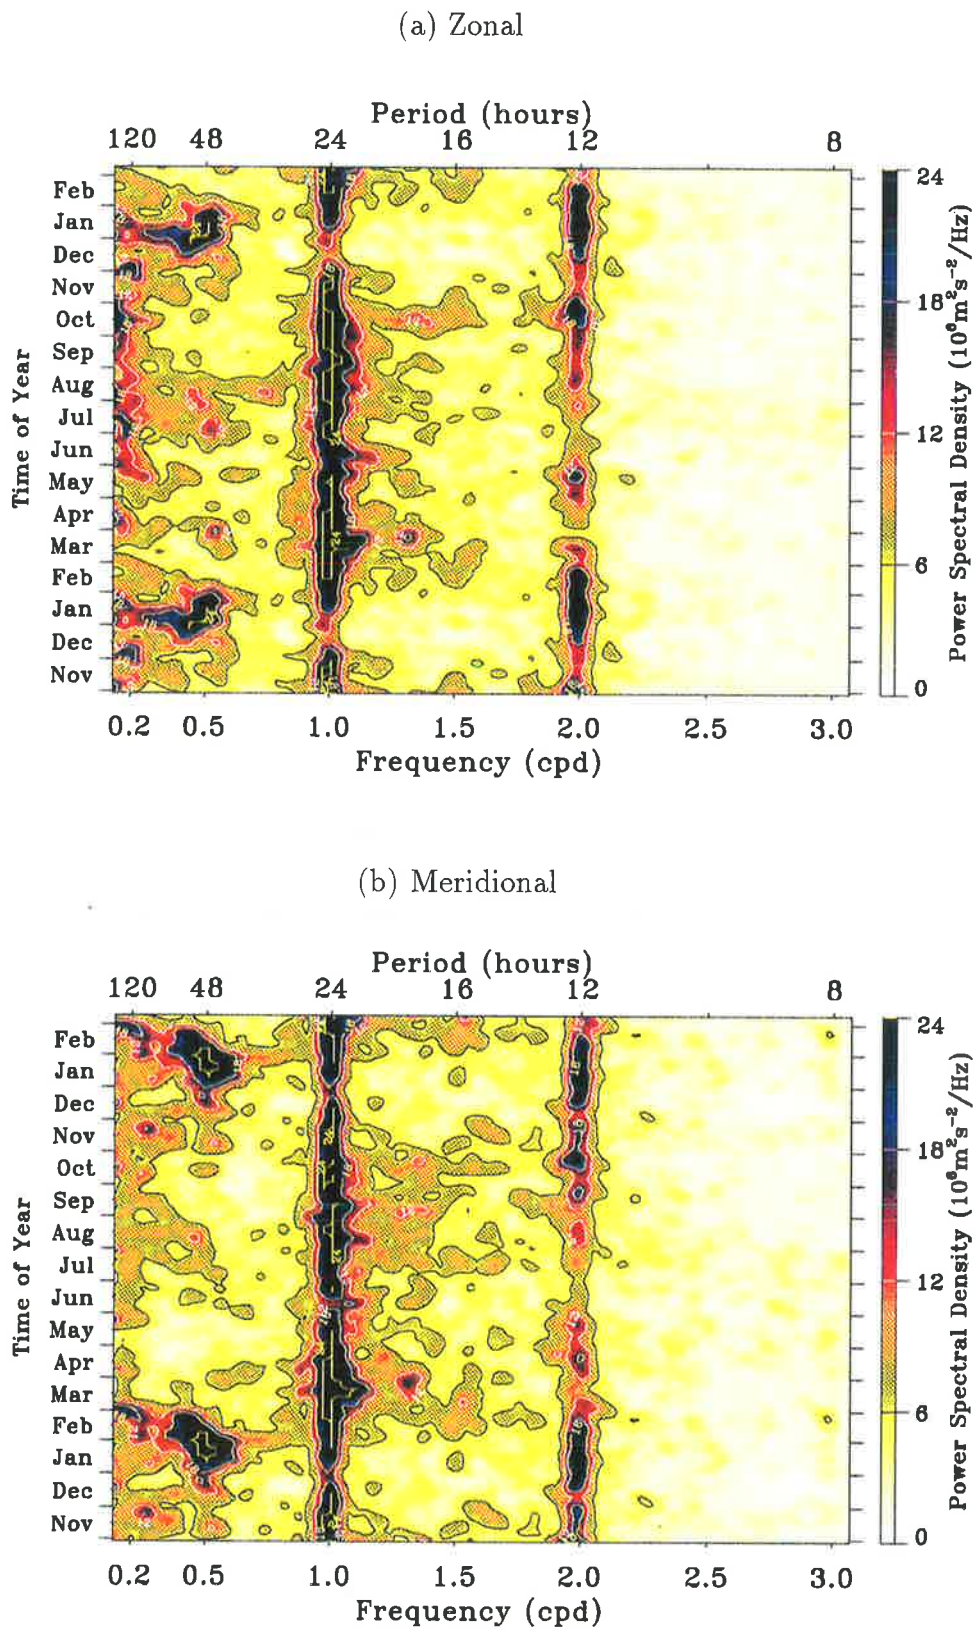 (a) Zonal
Period (hours)
120 48 24 16 12 8
Feb
Jan
Dec
Nov
Oct
Sep
Aug
Jul
Jun
May
Apr
Mar
Feb
Jan
Dec
Nov
Time of Year
0.2 0.5 1.0 2.0 2.5 3.0
Frequency (cpd)
24
18
12
6
0
Power Spectral Density (10⁶m²s⁻²/Hz)
(b) Meridional
Period (hours)
120 48 24 16 12 8
Feb
Jan
Dec
Nov
Oct
Sep
Aug
Jul
Jun
May
Apr
Mar
Feb
Jan
Dec
Nov
Time of Year
0.2 0.5 1.0 2.0 2.5 3.0
Frequency (cpd)
24
18
12
6
0
Power Spectral Density (10⁶m²s⁻²/Hz)